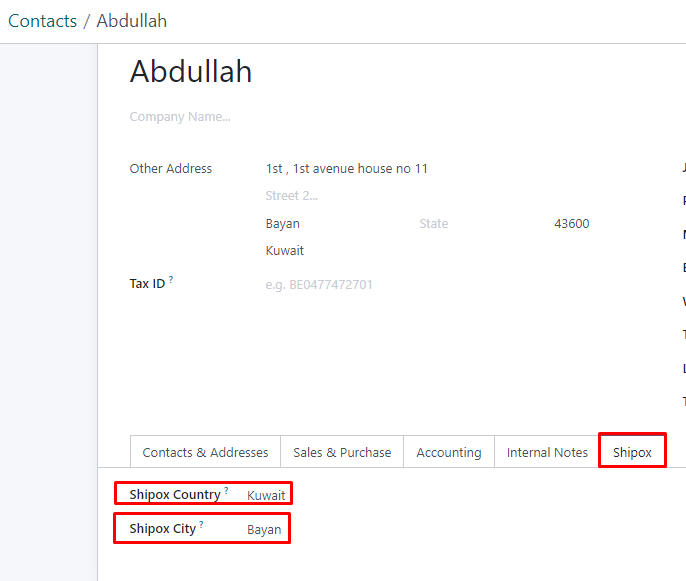 Contacts / Abdullah
Abdullah
Company Name...
Other Address 1st , 1st avenue house no 11
Street 2...
Bayan State 43600
Kuwait
Tax ID ? e.g. BE0477472701
Contacts & Addresses Sales & Purchase Accounting Internal Notes Shipox
Shipox Country ? Kuwait
Shipox City ? Bayan